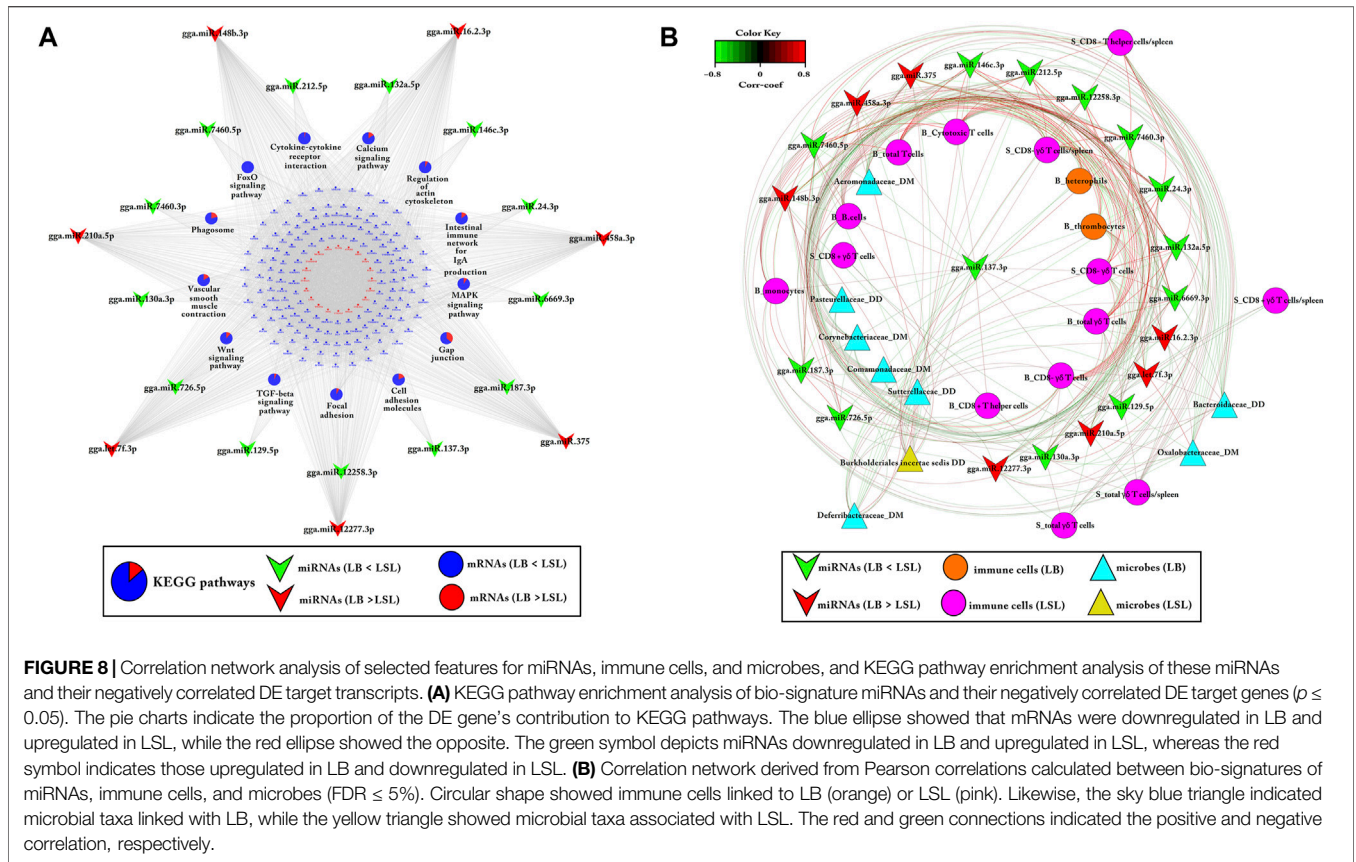 A
gga.miR.148b.3p
gga.miR.16.2.3p
gga.miR.212.5p
gga.miR.132a.5p
gga.miR.7460.5p
gga.miR.146c.3p
Cytokine-cytokine
receptor
interaction
Calcium
signaling
pathway
FoxO
signaling
pathway
Regulation
of
actin
cytoskeleton
gga.miR.7460.3p
gga.miR.24.3p
Phagosome
Intestinal
immune
network
for
IgA
production
gga.miR.210a.5p
gga.miR.458a.3p
Vascular
smooth
muscle
contraction
MAPK
signaling
pathway
gga.miR.130a.3p
gga.miR.6669.3p
Wnt
signaling
pathway
Gap
junction
gga.miR.726.5p
gga.miR.187.3p
TGF-beta
signaling
pathway
Focal
adhesion
Cell
adhesion
molecules
gga.let.7f.3p
gga.miR.375
gga.miR.129.5p
gga.miR.137.3p
gga.miR.12258.3p
gga.miR.12277.3p
KEGG pathways
miRNAs (LB < LSL)
mRNAs (LB < LSL)
miRNAs (LB >LSL)
mRNAs (LB >LSL)
B
Color Key
−0.8 0 0.8
Corr-coef
S_CD8 - T helper cells/spleen
gga.miR.146c.3p
gga.miR.375
gga.miR.212.5p
gga.miR.458a.3p
gga.miR.12258.3p
B_Cytotoxic T cells
gga.miR.7460.5p
gga.miR.7460.3p
B_total Tcells
S_CD8-γδ T cells/spleen
Aeromonadaceae_DM
B_heterophils
gga.miR.24.3p
gga.miR.148b.3p
B_B.cells
B_thrombocytes
gga.miR.132a.5p
S_CD8 + γδ T cells
gga.miR.137.3p
S_CD8- γδ T cells
B_monocytes
Pasteurellaceae_DD
gga.miR.6669.3p
S_CD8 + γδ T cells/spleen
B_total γδ T cells
Corynebacteriaceae_DM
gga.miR.16.2.3p
Comamonadaceae_DM
gga.miR.187.3p
B_CD8- γδ T cells
gga.let.7f.3p
Sutterellaceae_DD
gga.miR.726.5p
B_CD8 + T helper cells
gga.miR.129.5p
Bacteroidaceae_DD
gga.miR.210a.5p
Burkholderiales incertae sedis DD
gga.miR.12277.3p
gga.miR.130a.3p
Oxalobacteraceae_DM
S_total γδ T cells/spleen
Deferribacteraceae_DM
S_total γδ T cells
miRNAs (LB < LSL)
immune cells (LB)
microbes (LB)
miRNAs (LB > LSL)
immune cells (LSL)
microbes (LSL)
FIGURE 8 | Correlation network analysis of selected features for miRNAs, immune cells, and microbes, and KEGG pathway enrichment analysis of these miRNAs
and their negatively correlated DE target transcripts. (A) KEGG pathway enrichment analysis of bio-signature miRNAs and their negatively correlated DE target genes (p ≤
0.05). The pie charts indicate the proportion of the DE gene's contribution to KEGG pathways. The blue ellipse showed that mRNAs were downregulated in LB and
upregulated in LSL, while the red ellipse showed the opposite. The green symbol depicts miRNAs downregulated in LB and upregulated in LSL, whereas the red
symbol indicates those upregulated in LB and downregulated in LSL. (B) Correlation network derived from Pearson correlations calculated between bio-signatures of
miRNAs, immune cells, and microbes (FDR ≤ 5%). Circular shape showed immune cells linked to LB (orange) or LSL (pink). Likewise, the sky blue triangle indicated
microbial taxa linked with LB, while the yellow triangle showed microbial taxa associated with LSL. The red and green connections indicated the positive and negative
correlation, respectively.